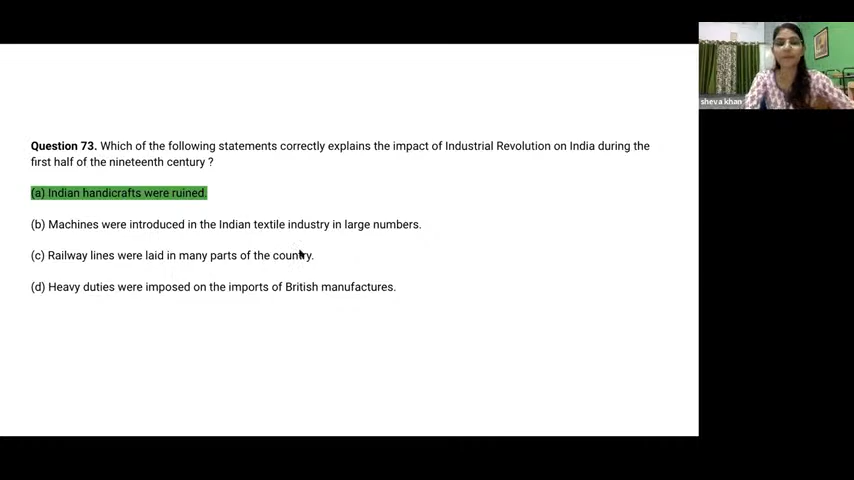 sheva khan
Question 73. Which of the following statements correctly explains the impact of Industrial Revolution on India during the
first half of the nineteenth century ?
(a) Indian handicrafts were ruined.
(b) Machines were introduced in the Indian textile industry in large numbers.
(c) Railway lines were laid in many parts of the country.
(d) Heavy duties were imposed on the imports of British manufactures.